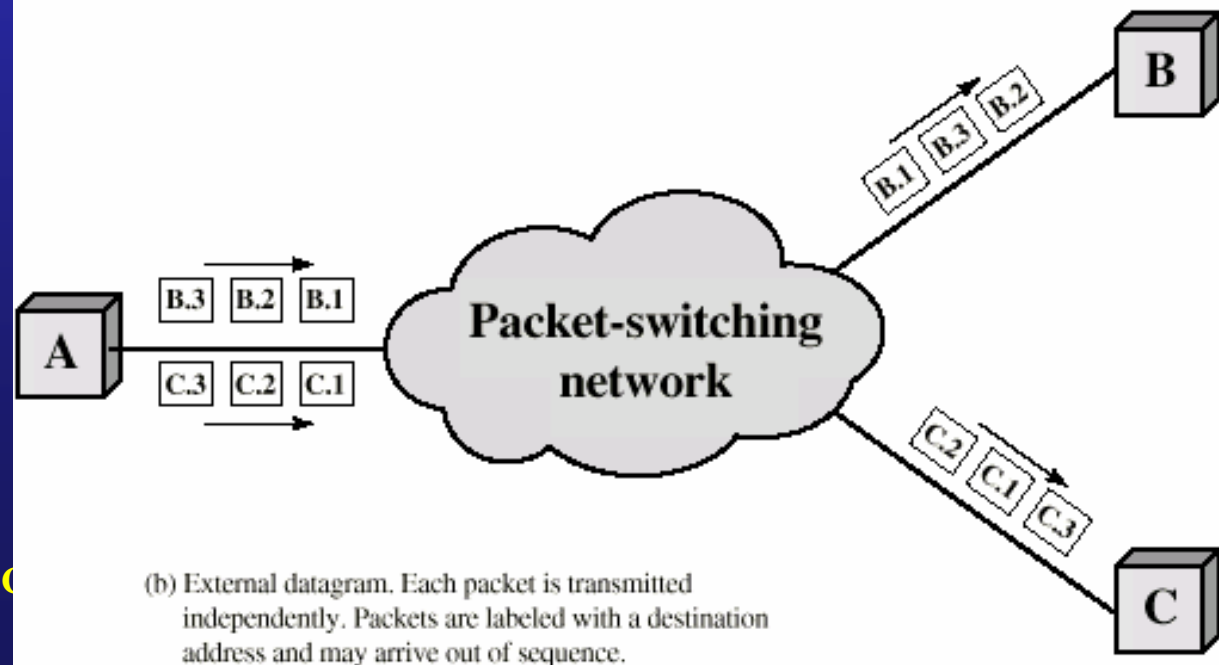 B
B.1 B.3 B.2
B.3 B.2 B.1
A
Packet-switching
network
C.3 C.2 C.1
C.2 C.1 C.3
C
(b) External datagram. Each packet is transmitted
independently. Packets are labeled with a destination
address and may arrive out of sequence.